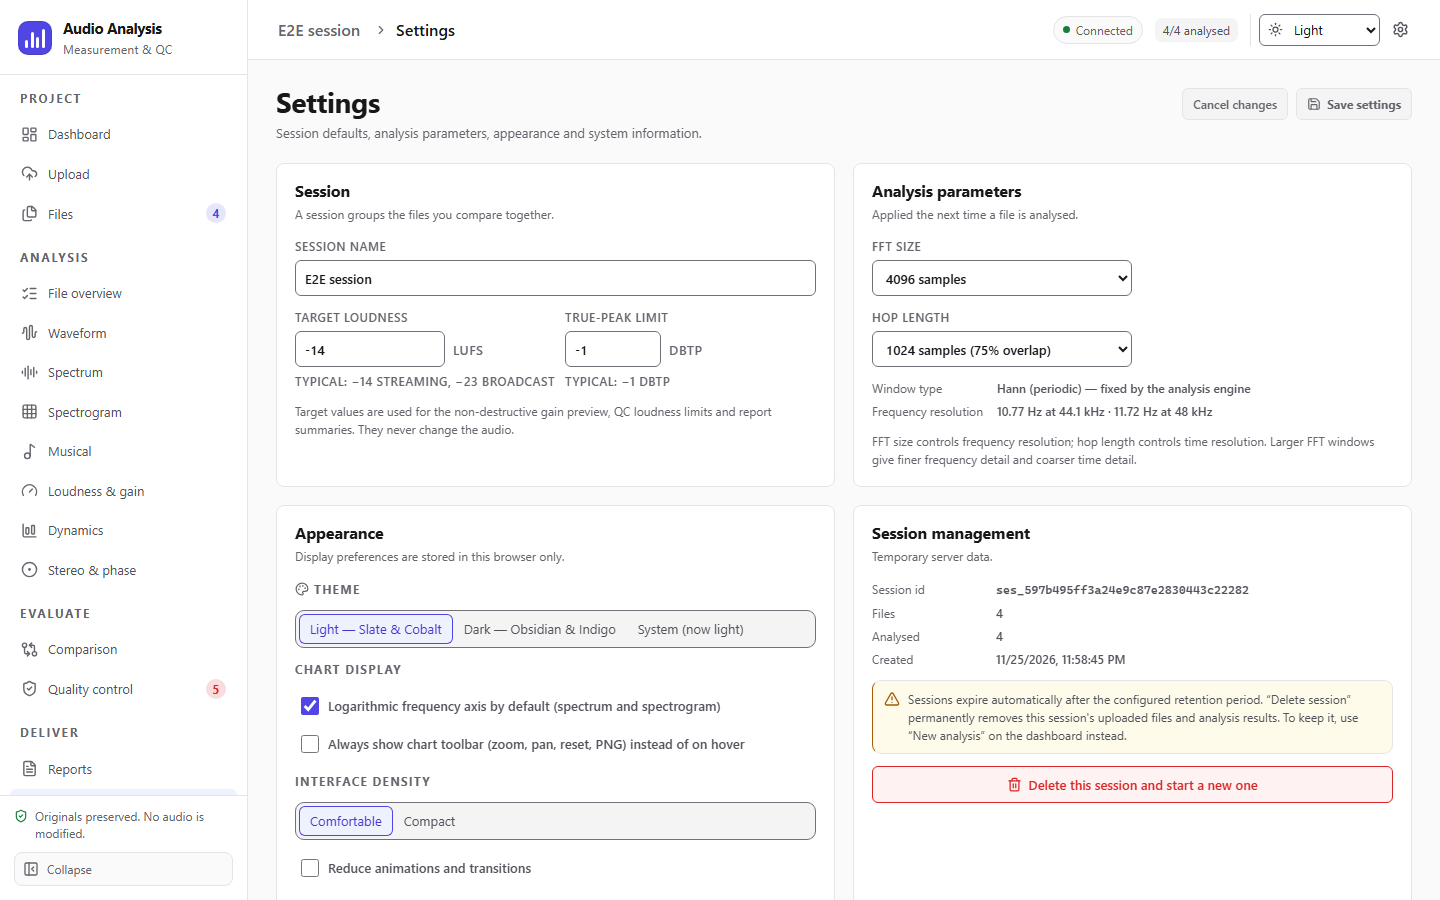 Audio Analysis
Measurement & QC
PROJECT
Dashboard
Upload
Files 4
ANALYSIS
File overview
Waveform
Spectrum
Spectrogram
Musical
Loudness & gain
Dynamics
Stereo & phase
EVALUATE
Comparison
Quality control 5
DELIVER
Reports
Originals preserved. No audio is
modified.
Collapse
E2E session > Settings
Connected
4/4 analysed
Light
Settings
Session defaults, analysis parameters, appearance and system information.
Cancel changes
Save settings
Session
A session groups the files you compare together.
SESSION NAME
E2E session
TARGET LOUDNESS
-14 LUFS
TYPICAL: −14 STREAMING, −23 BROADCAST
TRUE-PEAK LIMIT
-1 DBTP
TYPICAL: −1 DBTP
Target values are used for the non-destructive gain preview, QC loudness limits and report
summaries. They never change the audio.
Analysis parameters
Applied the next time a file is analysed.
FFT SIZE
4096 samples
HOP LENGTH
1024 samples (75% overlap)
Window type Hann (periodic) — fixed by the analysis engine
Frequency resolution 10.77 Hz at 44.1 kHz · 11.72 Hz at 48 kHz
FFT size controls frequency resolution; hop length controls time resolution. Larger FFT windows
give finer frequency detail and coarser time detail.
Appearance
Display preferences are stored in this browser only.
THEME
Light — Slate & Cobalt Dark — Obsidian & Indigo System (now light)
CHART DISPLAY
Logarithmic frequency axis by default (spectrum and spectrogram)
Always show chart toolbar (zoom, pan, reset, PNG) instead of on hover
INTERFACE DENSITY
Comfortable Compact
Reduce animations and transitions
Session management
Temporary server data.
Session id ses_597b495ff3a24e9c87e2830443c22282
Files 4
Analysed 4
Created 11/25/2026, 11:58:45 PM
Sessions expire automatically after the configured retention period. “Delete session”
permanently removes this session's uploaded files and analysis results. To keep it, use
“New analysis” on the dashboard instead.
Delete this session and start a new one